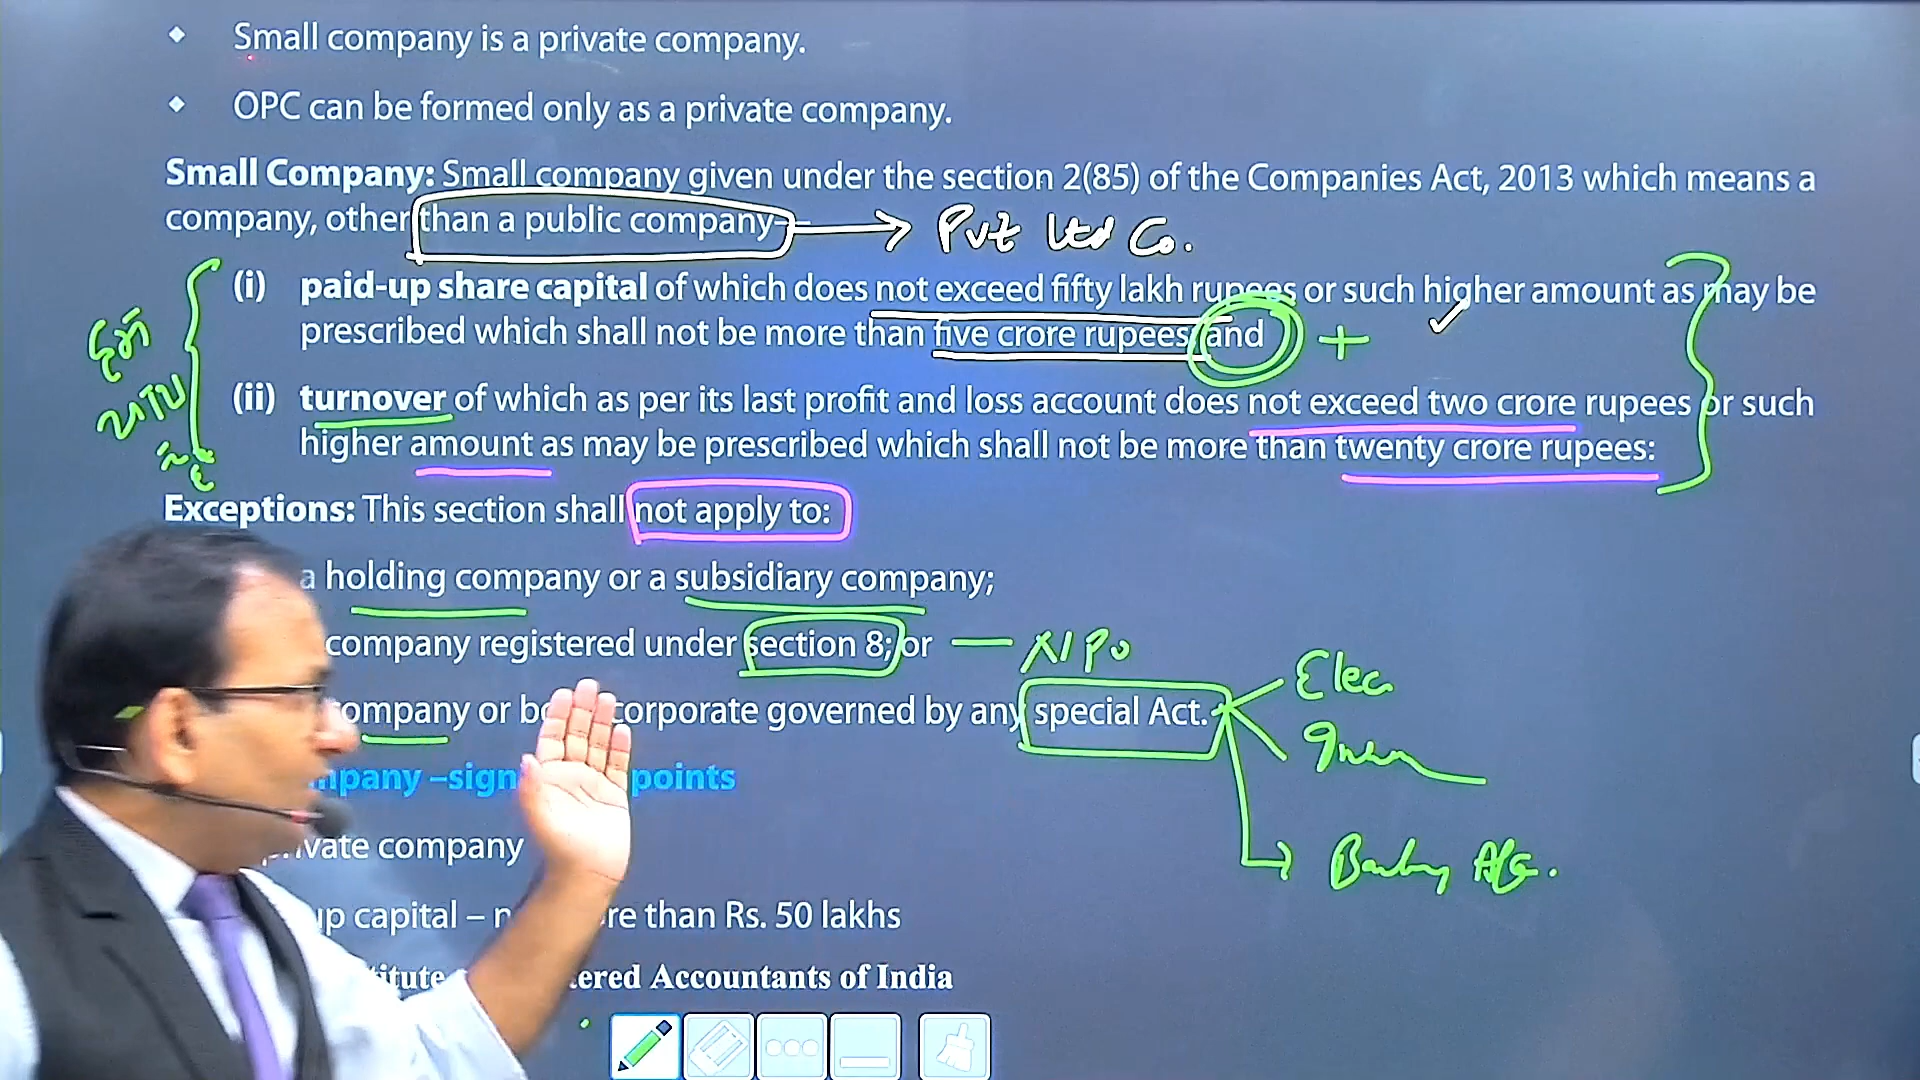 Small company is a private company.
OPC can be formed only as a private company.
Small Company: Small company given under the section 2(85) of the Companies Act, 2013 which means a
company, other than a public company— Pvt Ltd Co.
(i) paid-up share capital of which does not exceed fifty lakh rupees or such higher amount as may be
prescribed which shall not be more than five crore rupees; and +
(ii) turnover of which as per its last profit and loss account does not exceed two crore rupees or such
higher amount as may be prescribed which shall not be more than twenty crore rupees:
Exceptions: This section shall not apply to:
a holding company or a subsidiary company;
company registered under section 8; or — NPO
company or corporate governed by any special Act.
Elec
points
private company
up capital – more than Rs. 50 lakhs
Accountants of India